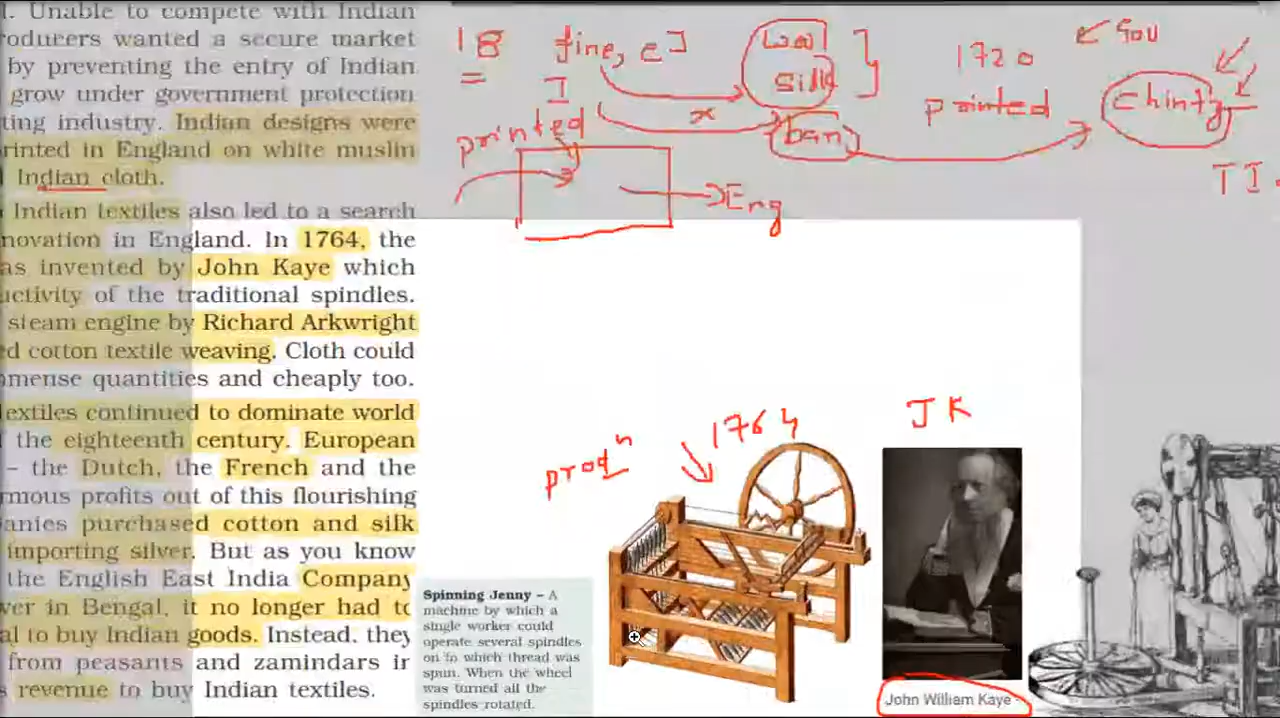 l. Unable to compete with Indian
roducers wanted a secure market
by preventing the entry of Indian
grow under government protection
ting industry. Indian designs were
rinted in England on white muslin
Indian cloth.
Indian textiles also led to a search
novation in England. In 1764, the
as invented by John Kaye which
uctivity of the traditional spindles.
steam engine by Richard Arkwright
ed cotton textile weaving. Cloth could
mmense quantities and cheaply too.
extiles continued to dominate world
the eighteenth century. European
– the Dutch, the French and the
rmous profits out of this flourishing
panies purchased cotton and silk
importing silver. But as you know
the English East India Company
wer in Bengal, it no longer had to
al to buy Indian goods. Instead, they
from peasants and zamindars in
s revenue to buy Indian textiles.
18 fine, c]
I
wool
silk
x
ban
printed
Eng
1720
printed
Gov
chintz
TI.
prodn
1764
JK
Spinning Jenny – A
machine by which a
single worker could
operate several spindles
on to which thread was
spun. When the wheel
was turned all the
spindles rotated.
John William Kaye -